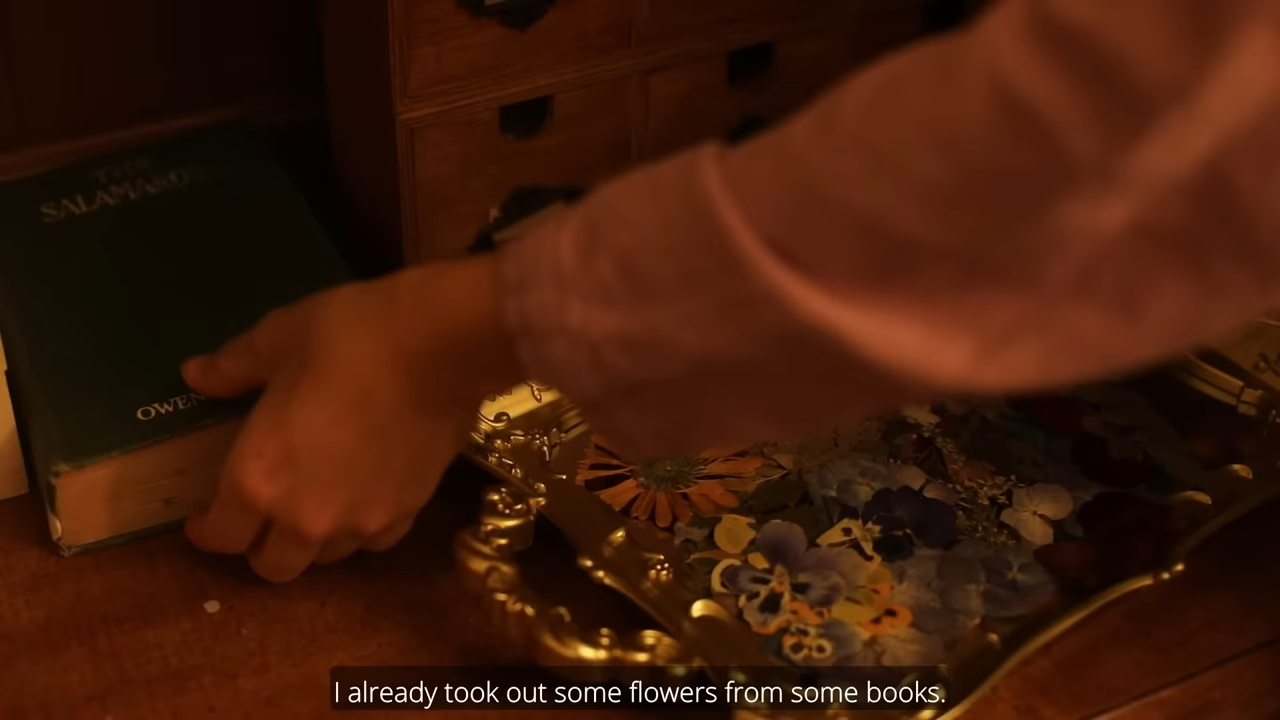 THE
SALAMAND
OWEN
I already took out some flowers from some books.